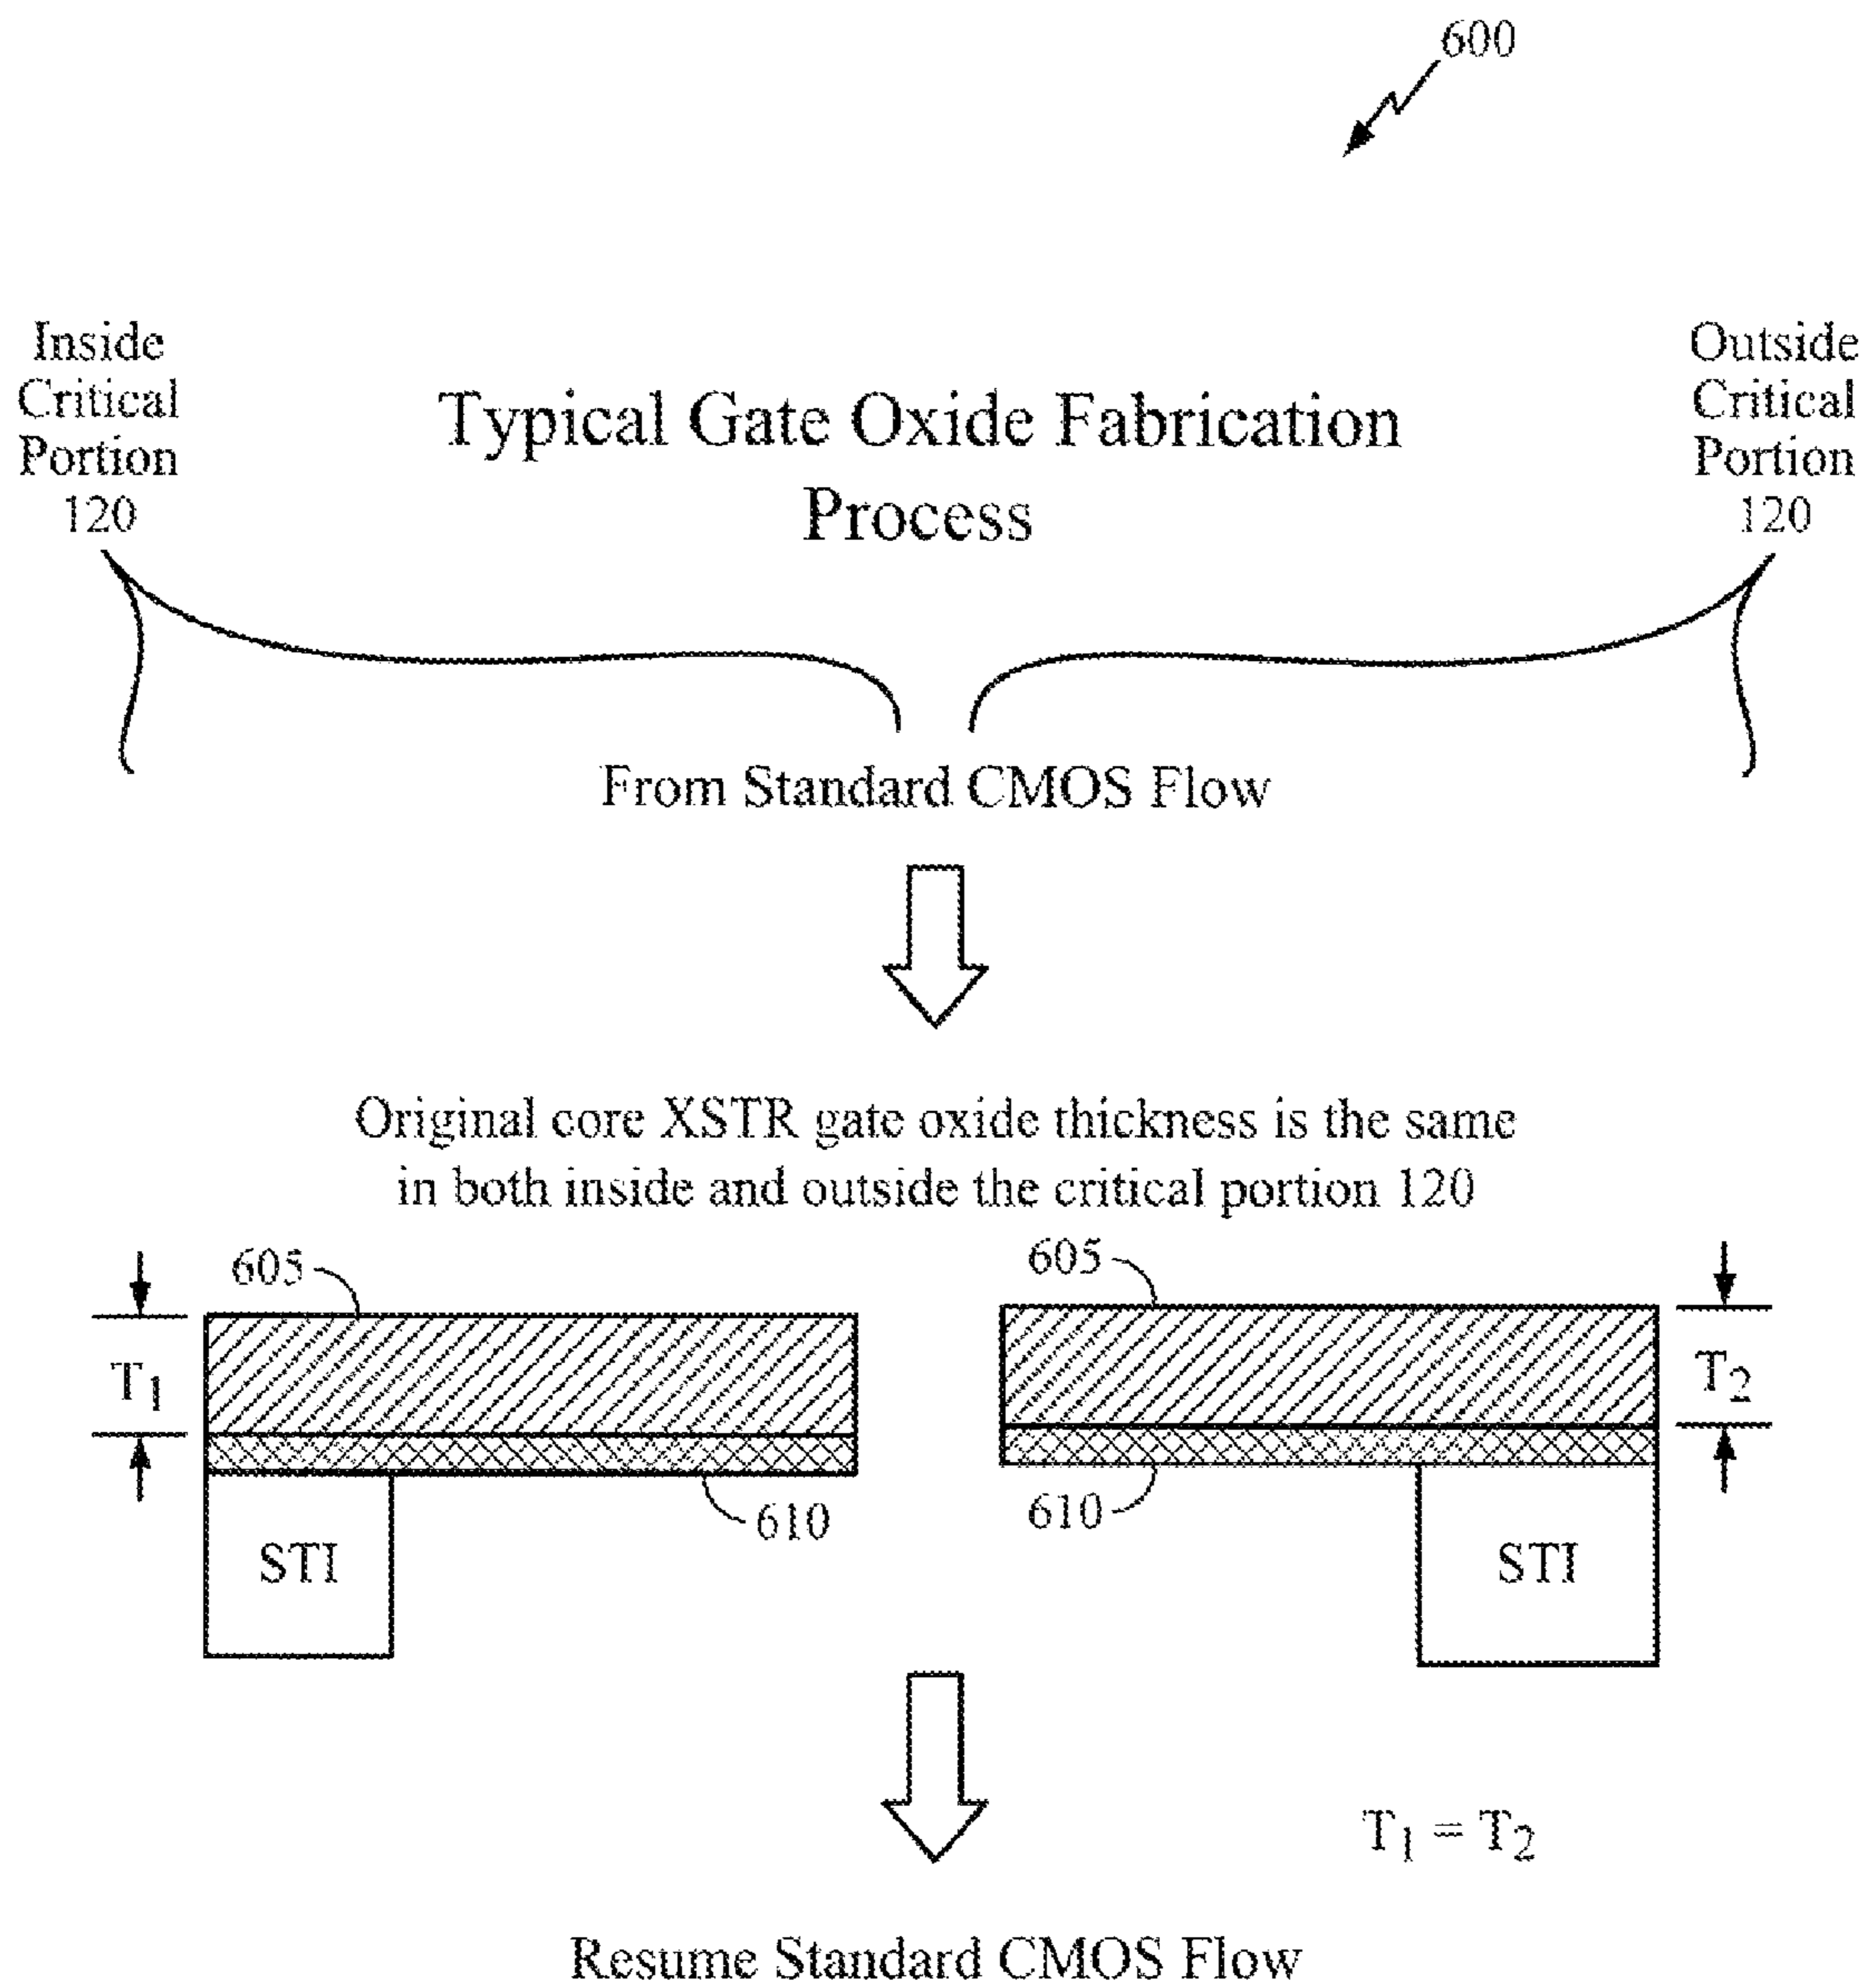 600
Inside
Critical
Portion
120
Typical Gate Oxide Fabrication
Process
Outside
Critical
Portion
120
From Standard CMOS Flow
Original core XSTR gate oxide thickness is the same
in both inside and outside the critical portion 120
605
605
T1
T2
610
610
STI
STI
T1 = T2
Resume Standard CMOS Flow